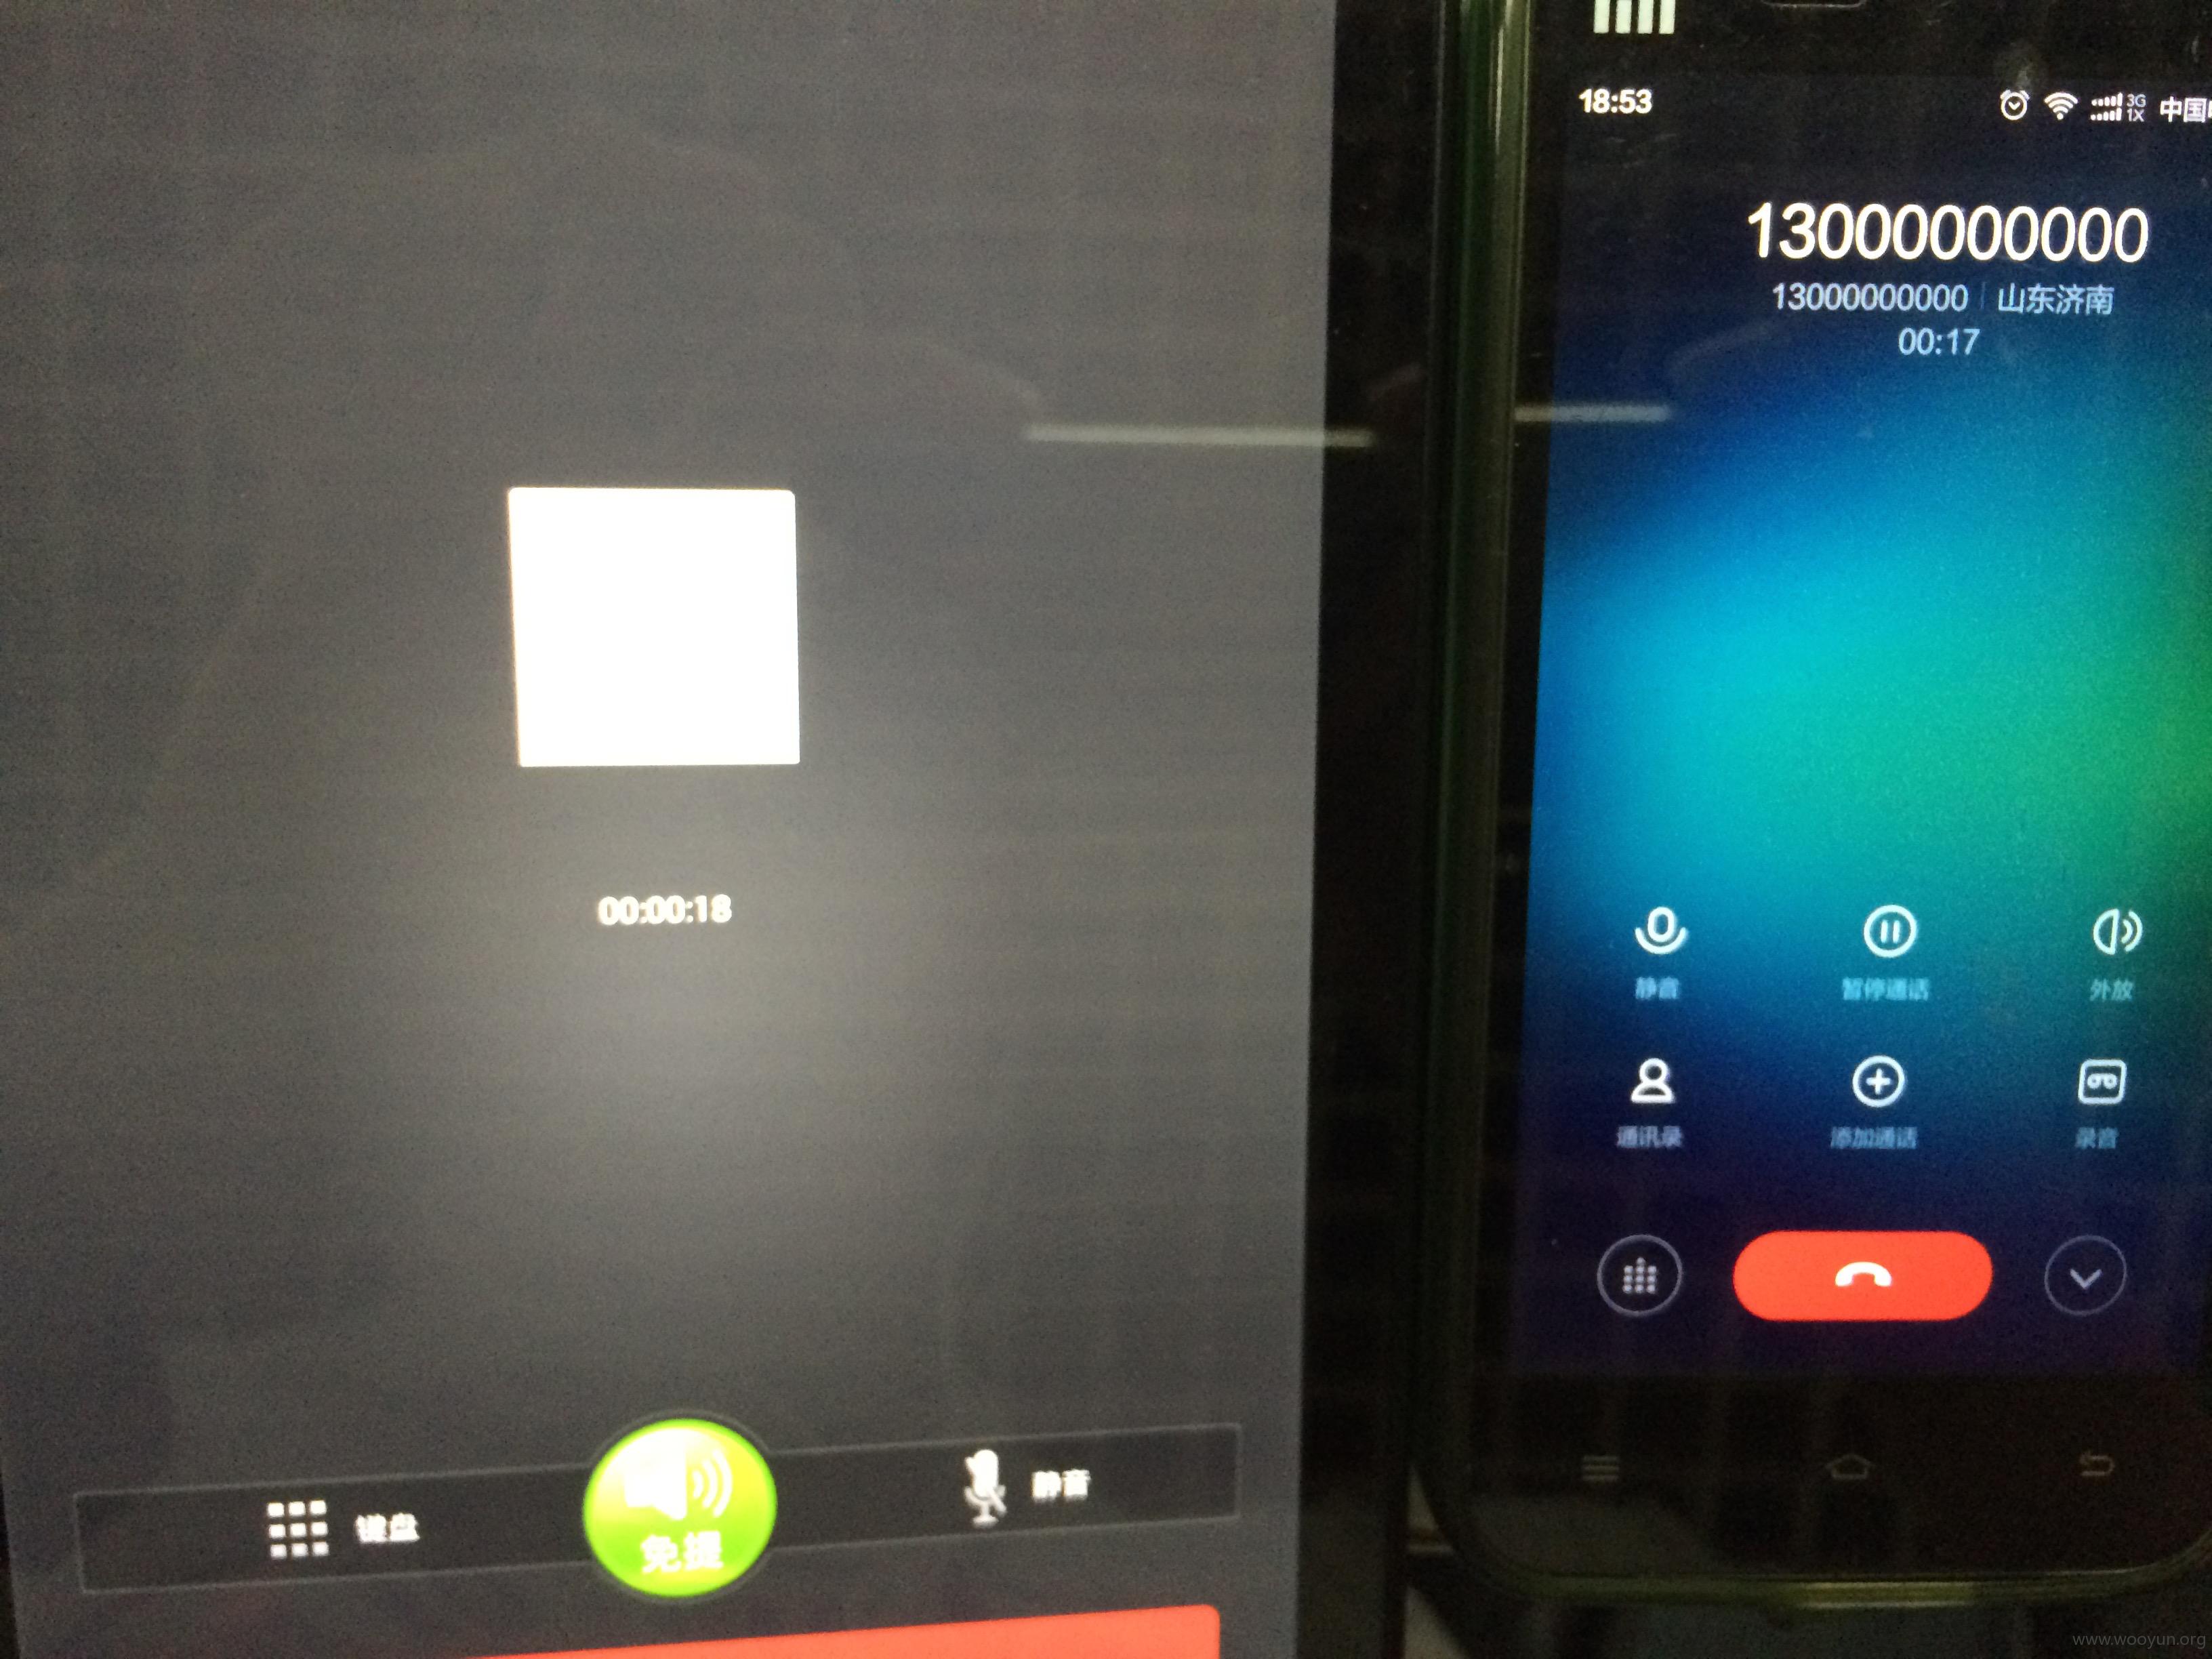 00:00:18
键盘
免提
静音
18:53
3G
1X
中国
13000000000
13000000000 | 山东济南
00:17
静音
暂停通话
外放
通讯录
添加通话
录音
www.wooyun.org